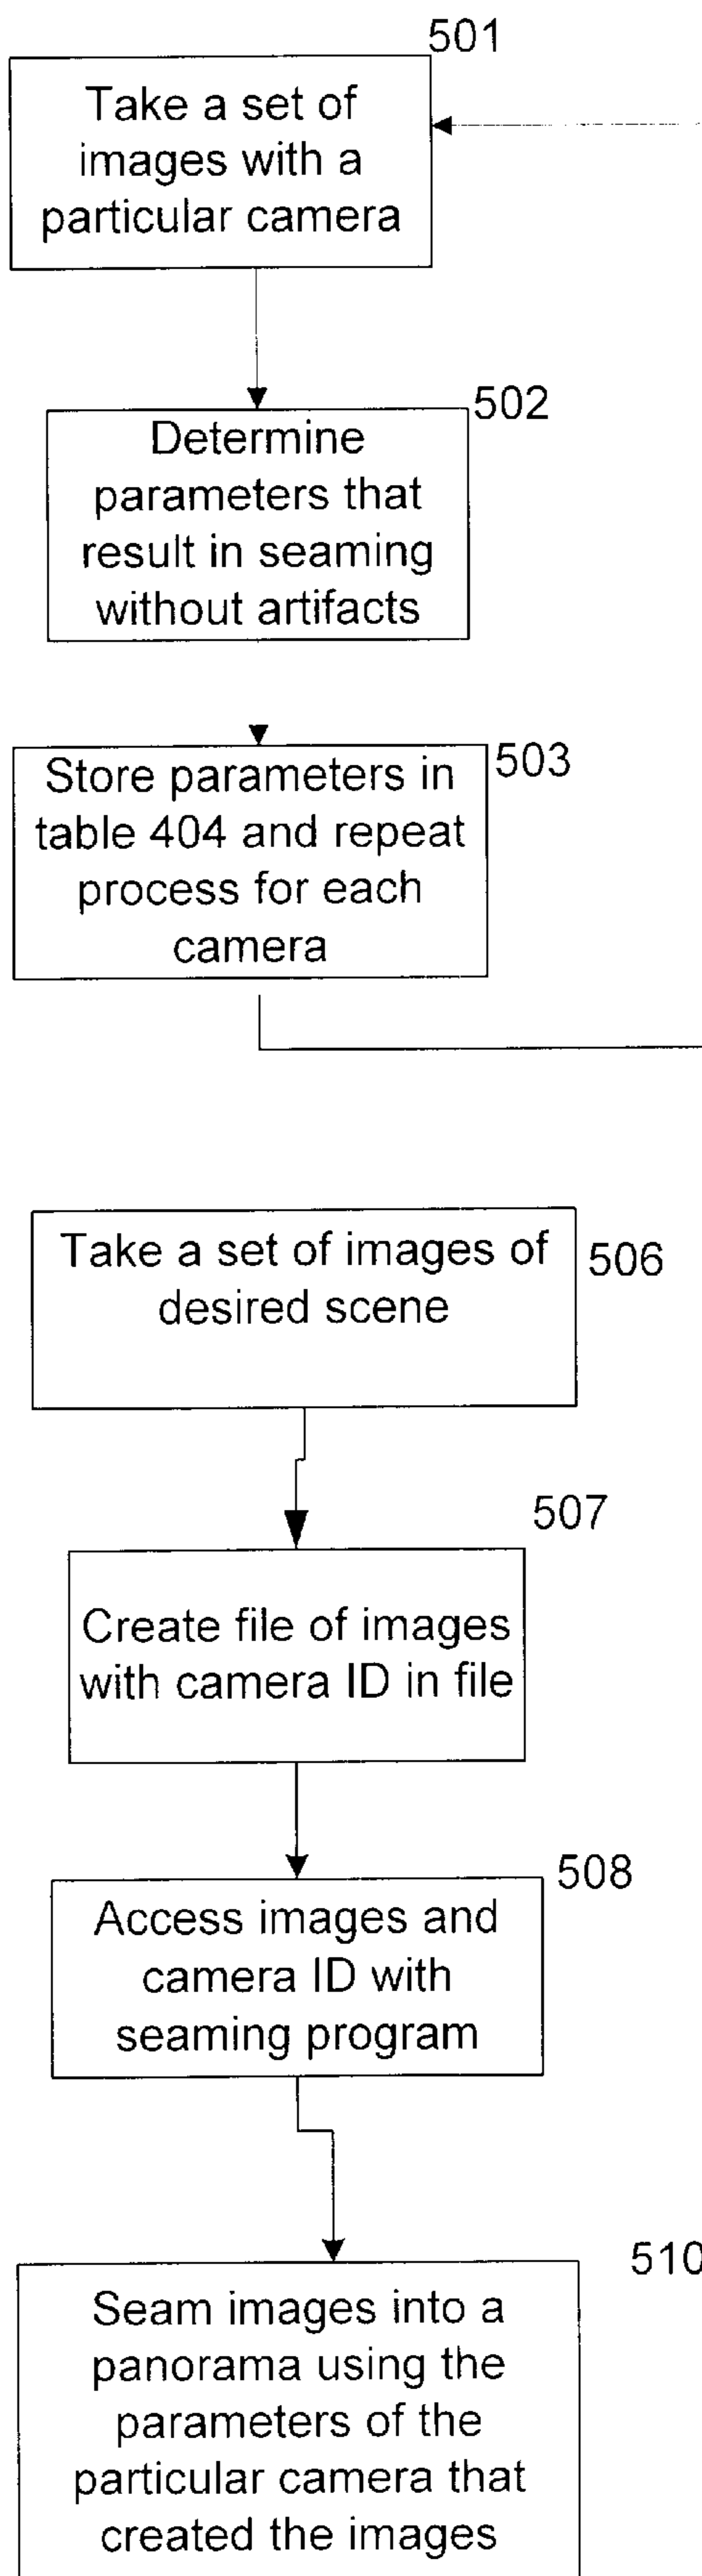 501
Take a set of
images with a
particular camera
502
Determine
parameters that
result in seaming
without artifacts
503
Store parameters in
table 404 and repeat
process for each
camera
Take a set of images of
desired scene
506
507
Create file of images
with camera ID in file
508
Access images and
camera ID with
seaming program
510
Seam images into a
panorama using the
parameters of the
particular camera that
created the images